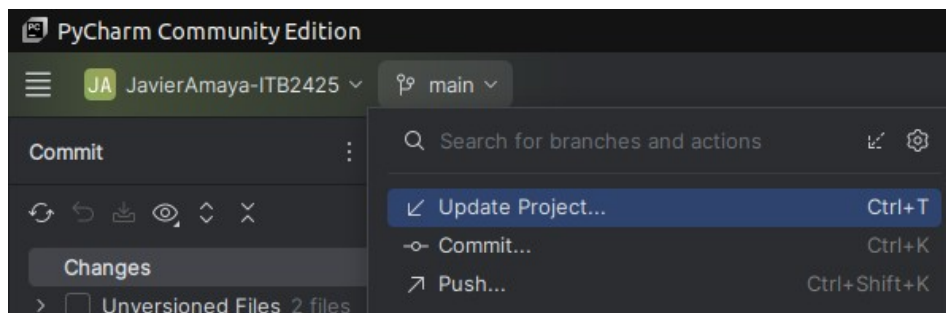 PC PyCharm Community Edition
JA JavierAmaya-ITB2425 main
Search for branches and actions
Commit
Update Project... Ctrl+T
Commit... Ctrl+K
Changes
Push... Ctrl+Shift+K
Unversioned Files 2 files